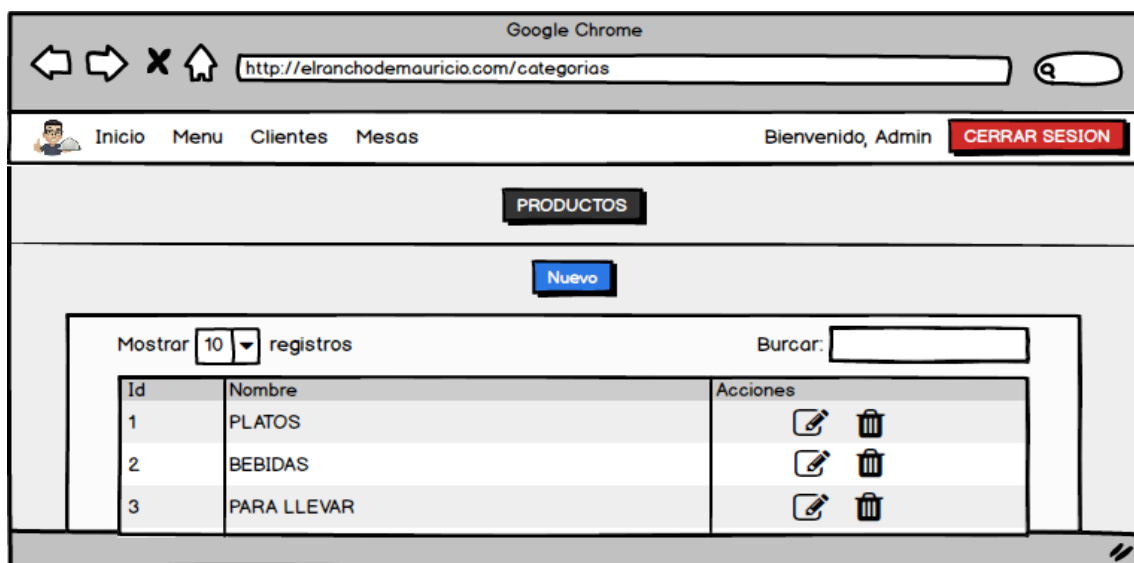 Google Chrome
http://elranchodemauricio.com/categorias
Inicio Menu Clientes Mesas Bienvenido, Admin CERRAR SESION
PRODUCTOS
Nuevo
Mostrar 10 registros Burcar:
Id Nombre Acciones
1 PLATOS
2 BEBIDAS
3 PARA LLEVAR